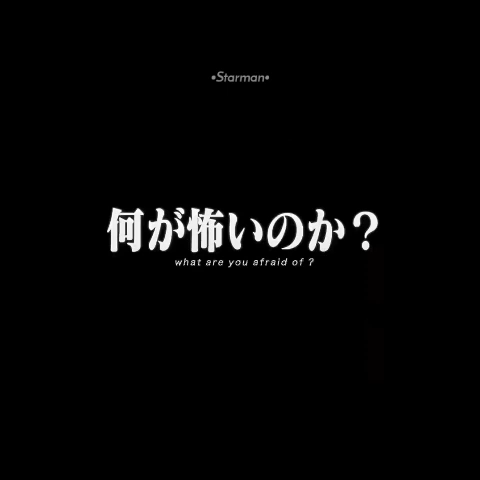 •Starman•
何が怖いのか？
what are you afraid of ?